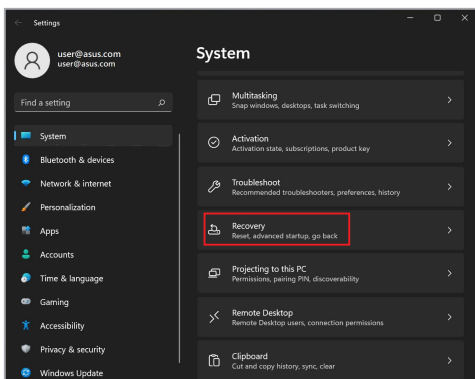 Settings
user@asus.com
user@asus.com
Find a setting
System
Bluetooth & devices
Network & internet
Personalization
Apps
Accounts
Time & language
Gaming
Accessibility
Privacy & security
Windows Update
System
Multitasking
Snap windows, desktops, task switching
Activation
Activation state, subscriptions, product key
Troubleshoot
Recommended troubleshooters, preferences, history
Recovery
Reset, advanced startup, go back
Projecting to this PC
Permissions, pairing PIN, discoverability
Remote Desktop
Remote Desktop users, connection permissions
Clipboard
Cut and copy history, sync, clear